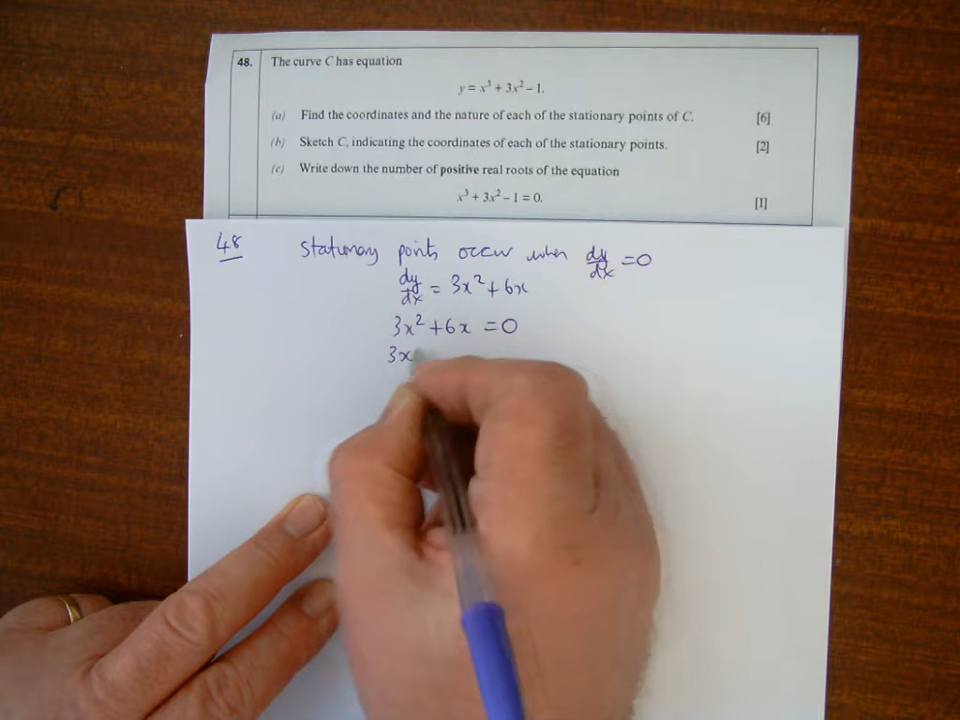 48. The curve C has equation
y = x³ + 3x² − 1.
(a) Find the coordinates and the nature of each of the stationary points of C. [6]
(b) Sketch C, indicating the coordinates of each of the stationary points. [2]
(c) Write down the number of positive real roots of the equation
x³ + 3x² − 1 = 0. [1]
48 Stationary points occur when dy/dx = 0
dy/dx = 3x² + 6x
3x² + 6x = 0
3x